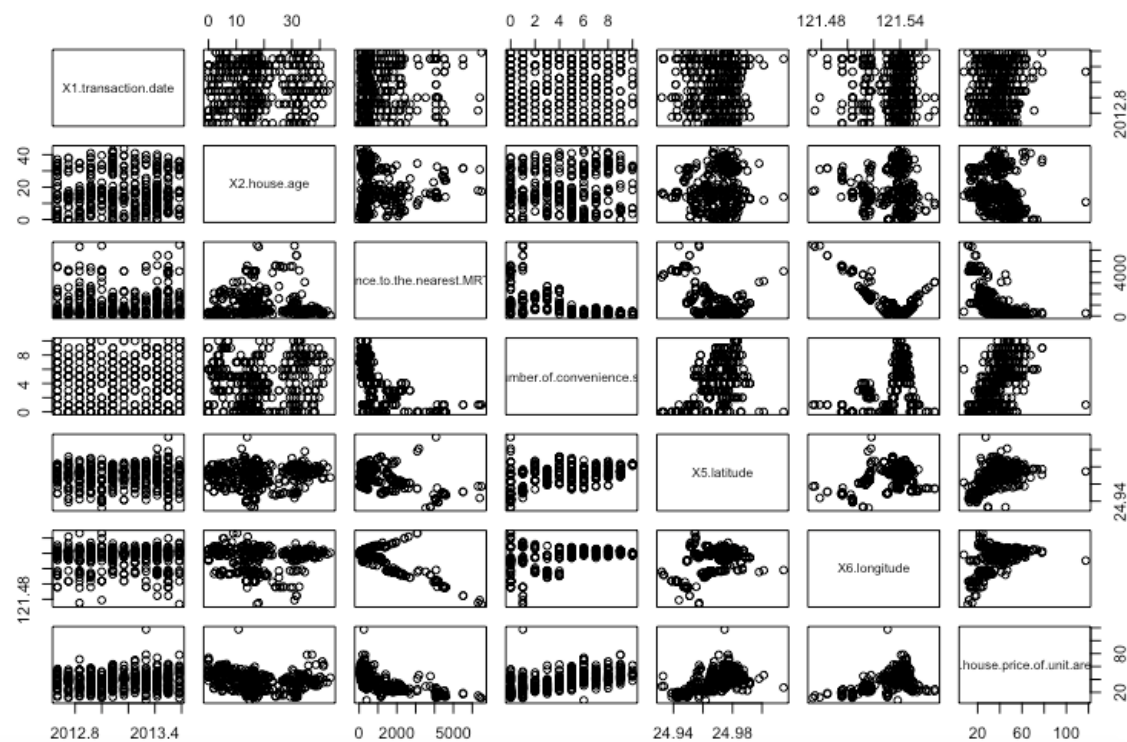 0 10 30 0 2 4 6 8 121.48 121.54
X1.transaction.date
2012.8
0 20 40
X2.house.age
nce.to.the.nearest.MRT
0 4000
0 4 8
umber.of.convenience.s
X5.latitude
24.94
121.48
X6.longitude
.house.price.of.unit.are
20 80
2012.8 2013.4 0 2000 5000 24.94 24.98 20 60 100